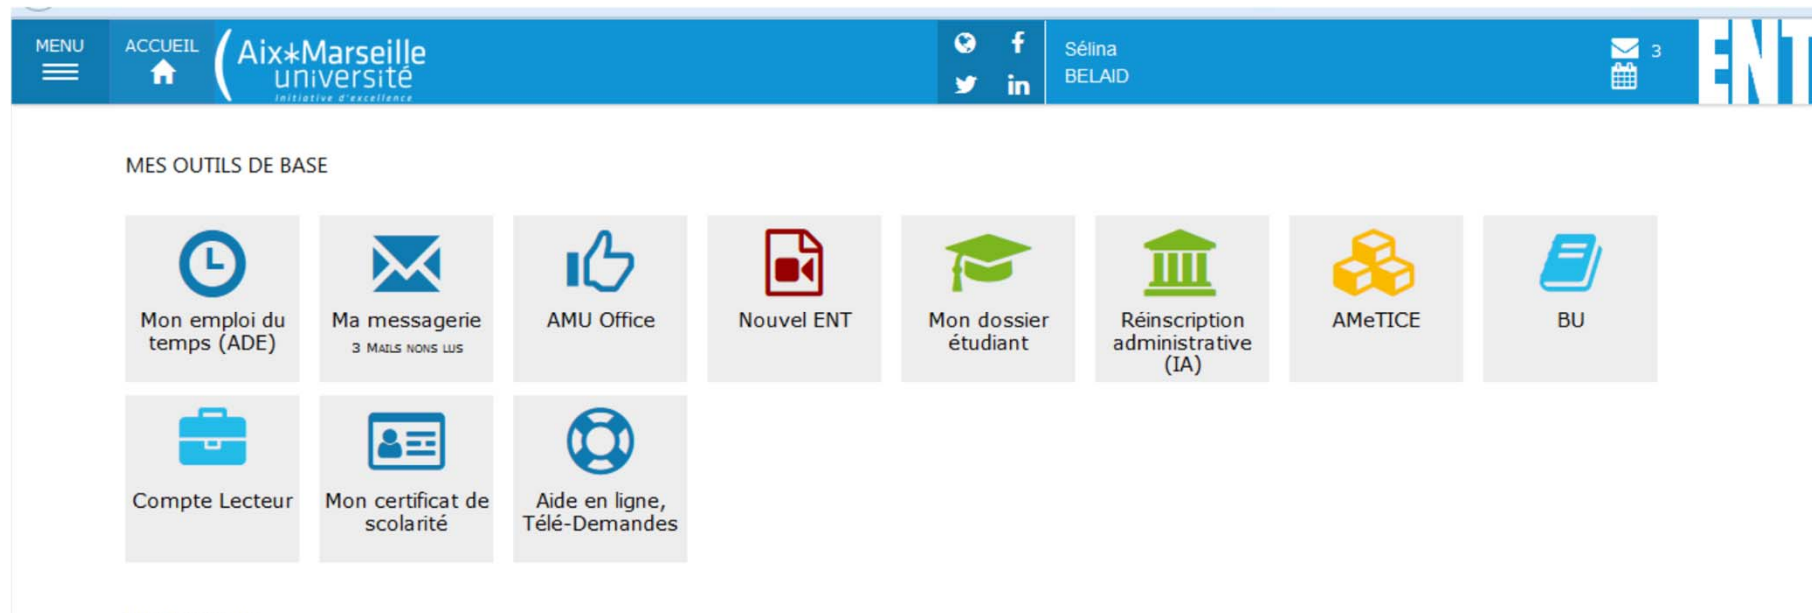 MENU
ACCUEIL
Aix*Marseille
université
Initiative d'excellence
Sélina
BELAID
3
ENT
MES OUTILS DE BASE
Mon emploi du
temps (ADE)
Ma messagerie
3 MAILS NONS LUS
AMU Office
Nouvel ENT
Mon dossier
étudiant
Réinscription
administrative
(IA)
AMeTICE
BU
Compte Lecteur
Mon certificat de
scolarité
Aide en ligne,
Télé-Demandes